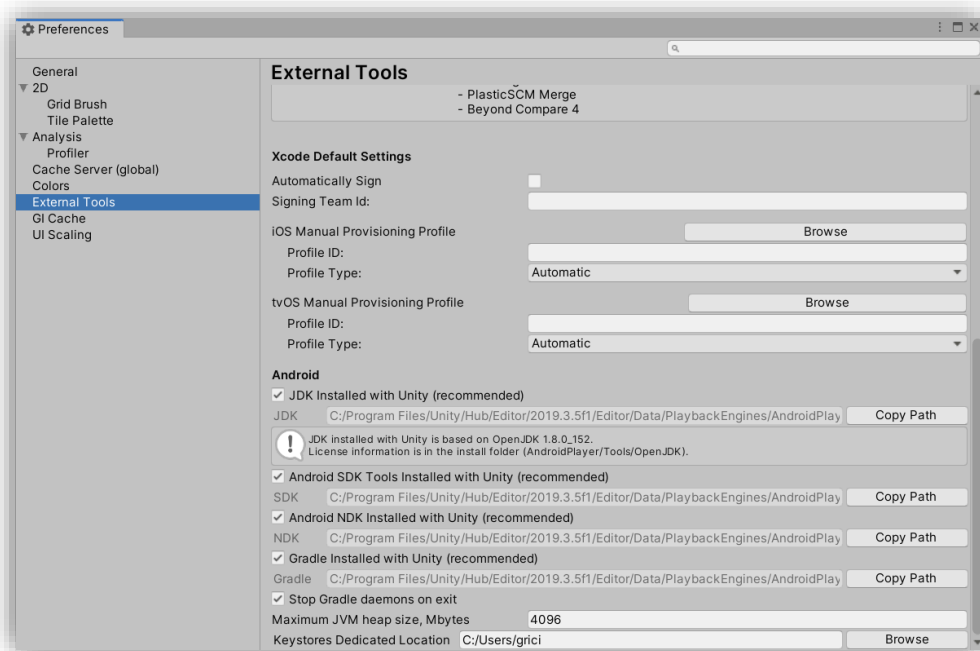 Preferences
General
2D
Grid Brush
Tile Palette
Analysis
Profiler
Cache Server (global)
Colors
External Tools
GI Cache
UI Scaling
External Tools
- PlasticSCM Merge
- Beyond Compare 4
Xcode Default Settings
Automatically Sign
Signing Team Id:
iOS Manual Provisioning Profile Browse
Profile ID:
Profile Type: Automatic
tvOS Manual Provisioning Profile Browse
Profile ID:
Profile Type: Automatic
Android
JDK Installed with Unity (recommended)
JDK C:/Program Files/Unity/Hub/Editor/2019.3.5f1/Editor/Data/PlaybackEngines/AndroidPlay Copy Path
JDK installed with Unity is based on OpenJDK 1.8.0_152.
License information is in the install folder (AndroidPlayer/Tools/OpenJDK).
Android SDK Tools Installed with Unity (recommended)
SDK C:/Program Files/Unity/Hub/Editor/2019.3.5f1/Editor/Data/PlaybackEngines/AndroidPlay Copy Path
Android NDK Installed with Unity (recommended)
NDK C:/Program Files/Unity/Hub/Editor/2019.3.5f1/Editor/Data/PlaybackEngines/AndroidPlay Copy Path
Gradle Installed with Unity (recommended)
Gradle C:/Program Files/Unity/Hub/Editor/2019.3.5f1/Editor/Data/PlaybackEngines/AndroidPlay Copy Path
Stop Gradle daemons on exit
Maximum JVM heap size, Mbytes 4096
Keystores Dedicated Location C:/Users/grici Browse